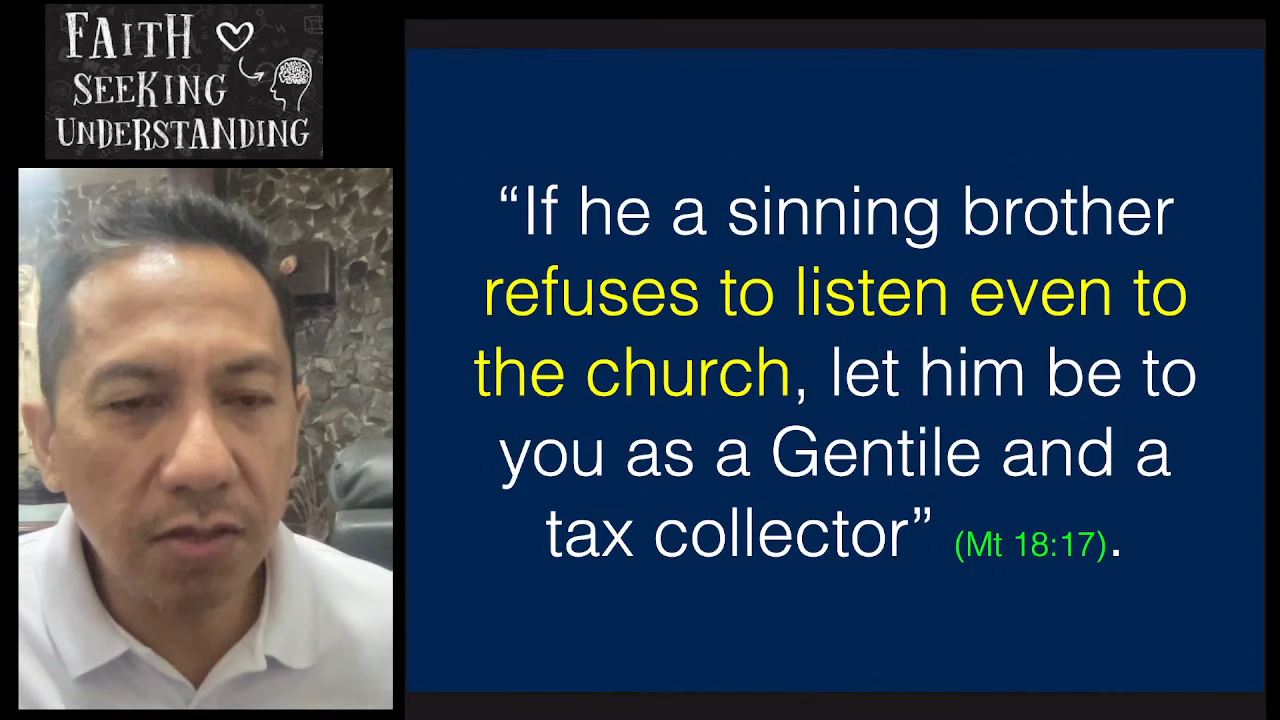 FAITH
SEEKING
UNDERSTANDING
“If he a sinning brother
refuses to listen even to
the church, let him be to
you as a Gentile and a
tax collector” (Mt 18:17).